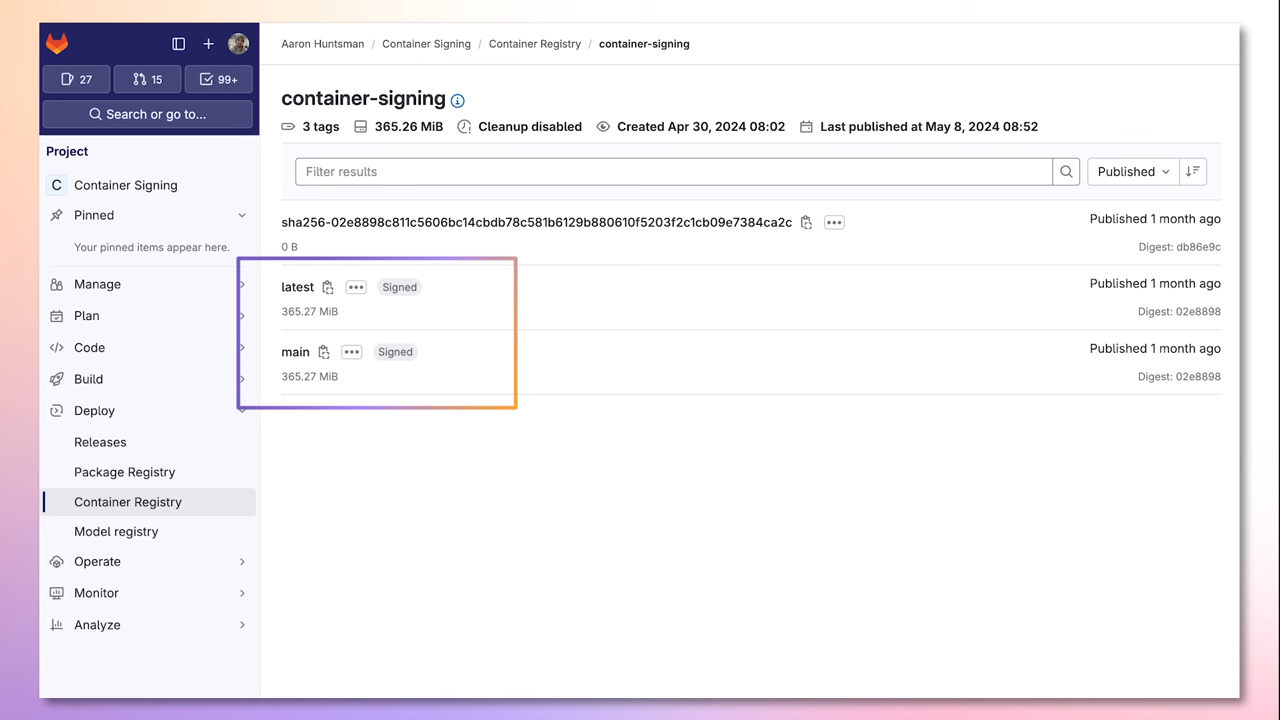 27
15
99+
Search or go to...
Project
C Container Signing
Pinned
Your pinned items appear here.
Manage
Plan
Code
Build
Deploy
Releases
Package Registry
Container Registry
Model registry
Operate
Monitor
Analyze
Aaron Huntsman / Container Signing / Container Registry / container-signing
container-signing
3 tags 365.26 MiB Cleanup disabled Created Apr 30, 2024 08:02 Last published at May 8, 2024 08:52
Filter results Published
sha256-02e8898c811c5606bc14cbdb78c581b6129b880610f5203f2c1cb09e7384ca2c Published 1 month ago
0 B Digest: db86e9c
latest Signed Published 1 month ago
365.27 MiB Digest: 02e8898
main Signed Published 1 month ago
365.27 MiB Digest: 02e8898